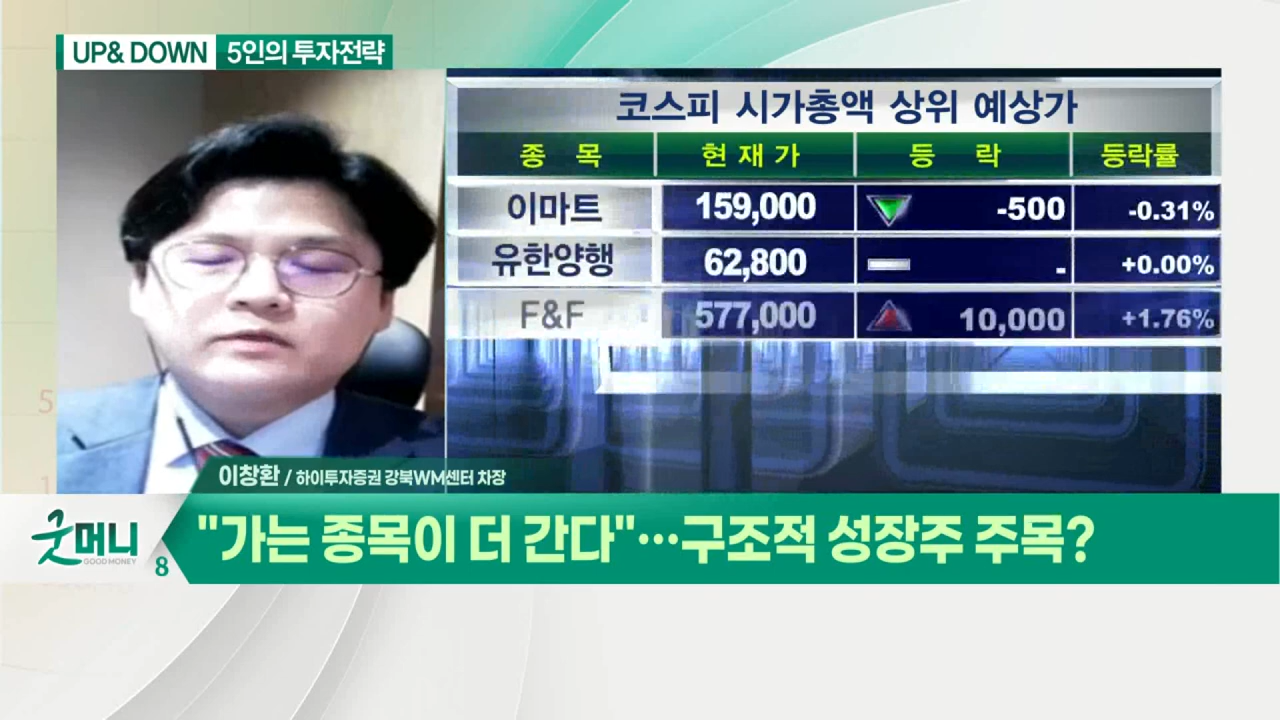 UP& DOWN 5인의 투자전략
코스피 시가총액 상위 예상가
종 목 현 재 가 등 락 등락률
이마트 159,000 -500 -0.31%
유한양행 62,800 - +0.00%
F&F 577,000 10,000 +1.76%
5
1
이창환 / 하이투자증권 강북WM센터 차장
굿머니
GOOD MONEY
8
"가는 종목이 더 간다"…구조적 성장주 주목?